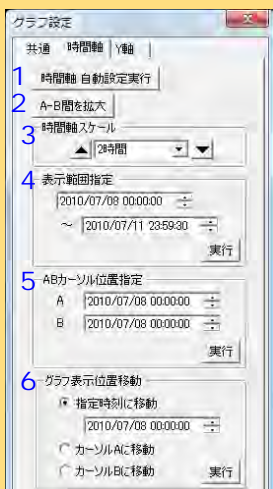 グラフ設定
共通 時間軸 Y軸
1 時間軸 自動設定実行
2 A-B間を拡大
3 時間軸スケール
▲ 2時間 ▼
4 表示範囲指定
2010/07/08 00:00:00
~ 2010/07/11 23:59:30
実行
5 ABカーソル位置指定
A 2010/07/08 00:00:00
B 2010/07/08 00:00:00
実行
6 グラフ表示位置移動
指定時刻に移動
2010/07/08 00:00:00
カーソルAに移動
カーソルBに移動 実行